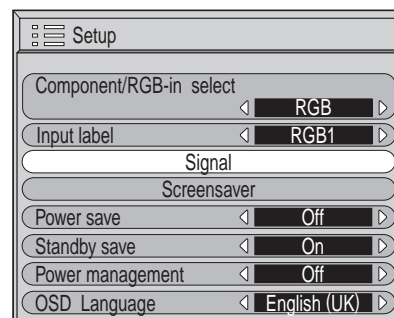 Setup
Component/RGB-in select
RGB
Input label RGB1
Signal
Screensaver
Power save Off
Standby save On
Power management Off
OSD Language English (UK)